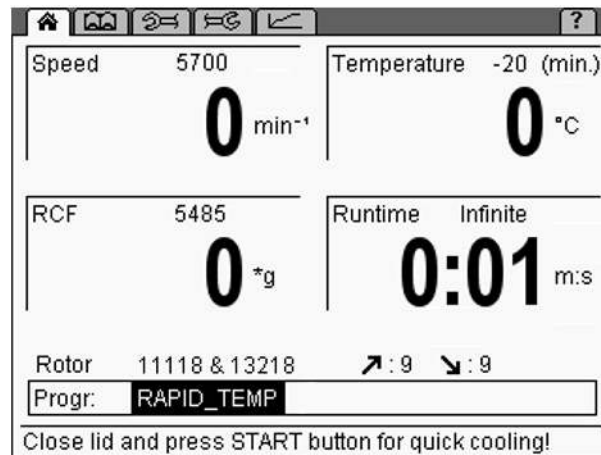 ?
Speed 5700
0 min⁻¹
Temperature -20 (min.)
0 °C
RCF 5485
0 *g
Runtime Infinite
0:01 m:s
Rotor 11118 & 13218 ↗ : 9 ↘ : 9
Progr: RAPID_TEMP
Close lid and press START button for quick cooling!